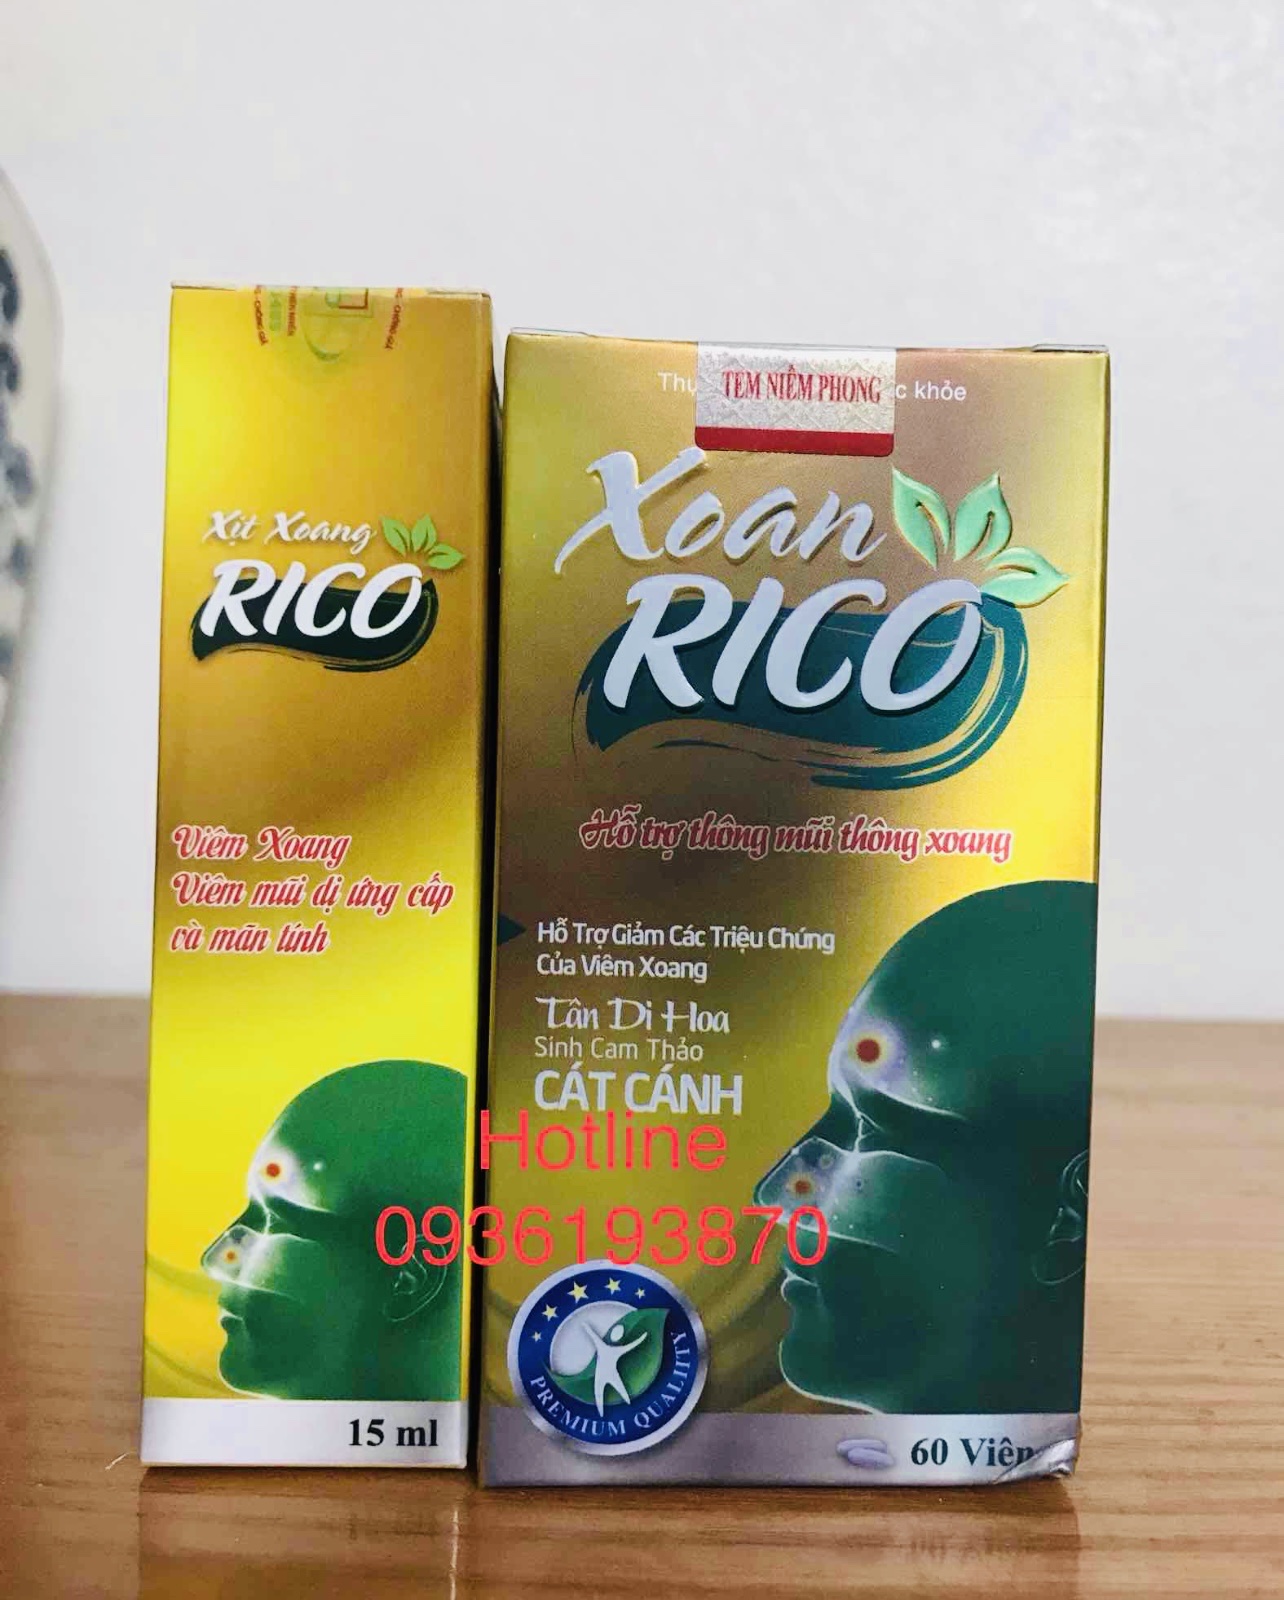 Xịt Xoang
RICO
Viêm Xoang
Viêm mũi dị ứng cấp
và mãn tính
15 ml
TEM NIÊM PHONG
khỏe
Xoan
RICO
Hỗ trợ thông mũi thông xoang
Hỗ Trợ Giảm Các Triệu Chứng
Của Viêm Xoang
Tân Di Hoa
Sinh Cam Thảo
CÁT CÁNH
Hotline
0936193870
PREMIUM QUALIITY
60 Viên